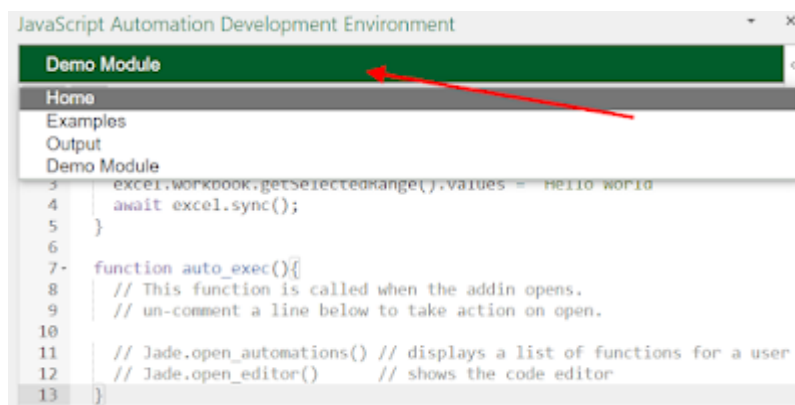 JavaScript Automation Development Environment
Demo Module
Home
Examples
Output
Demo Module
3 excel.workbook.getSelectedRange().values = Hello World
4 await excel.sync();
5 }
6
7 function auto_exec(){
8 // This function is called when the addin opens.
9 // un-comment a line below to take action on open.
10
11 // Jade.open_automations() // displays a list of functions for a user
12 // Jade.open_editor() // shows the code editor
13 }